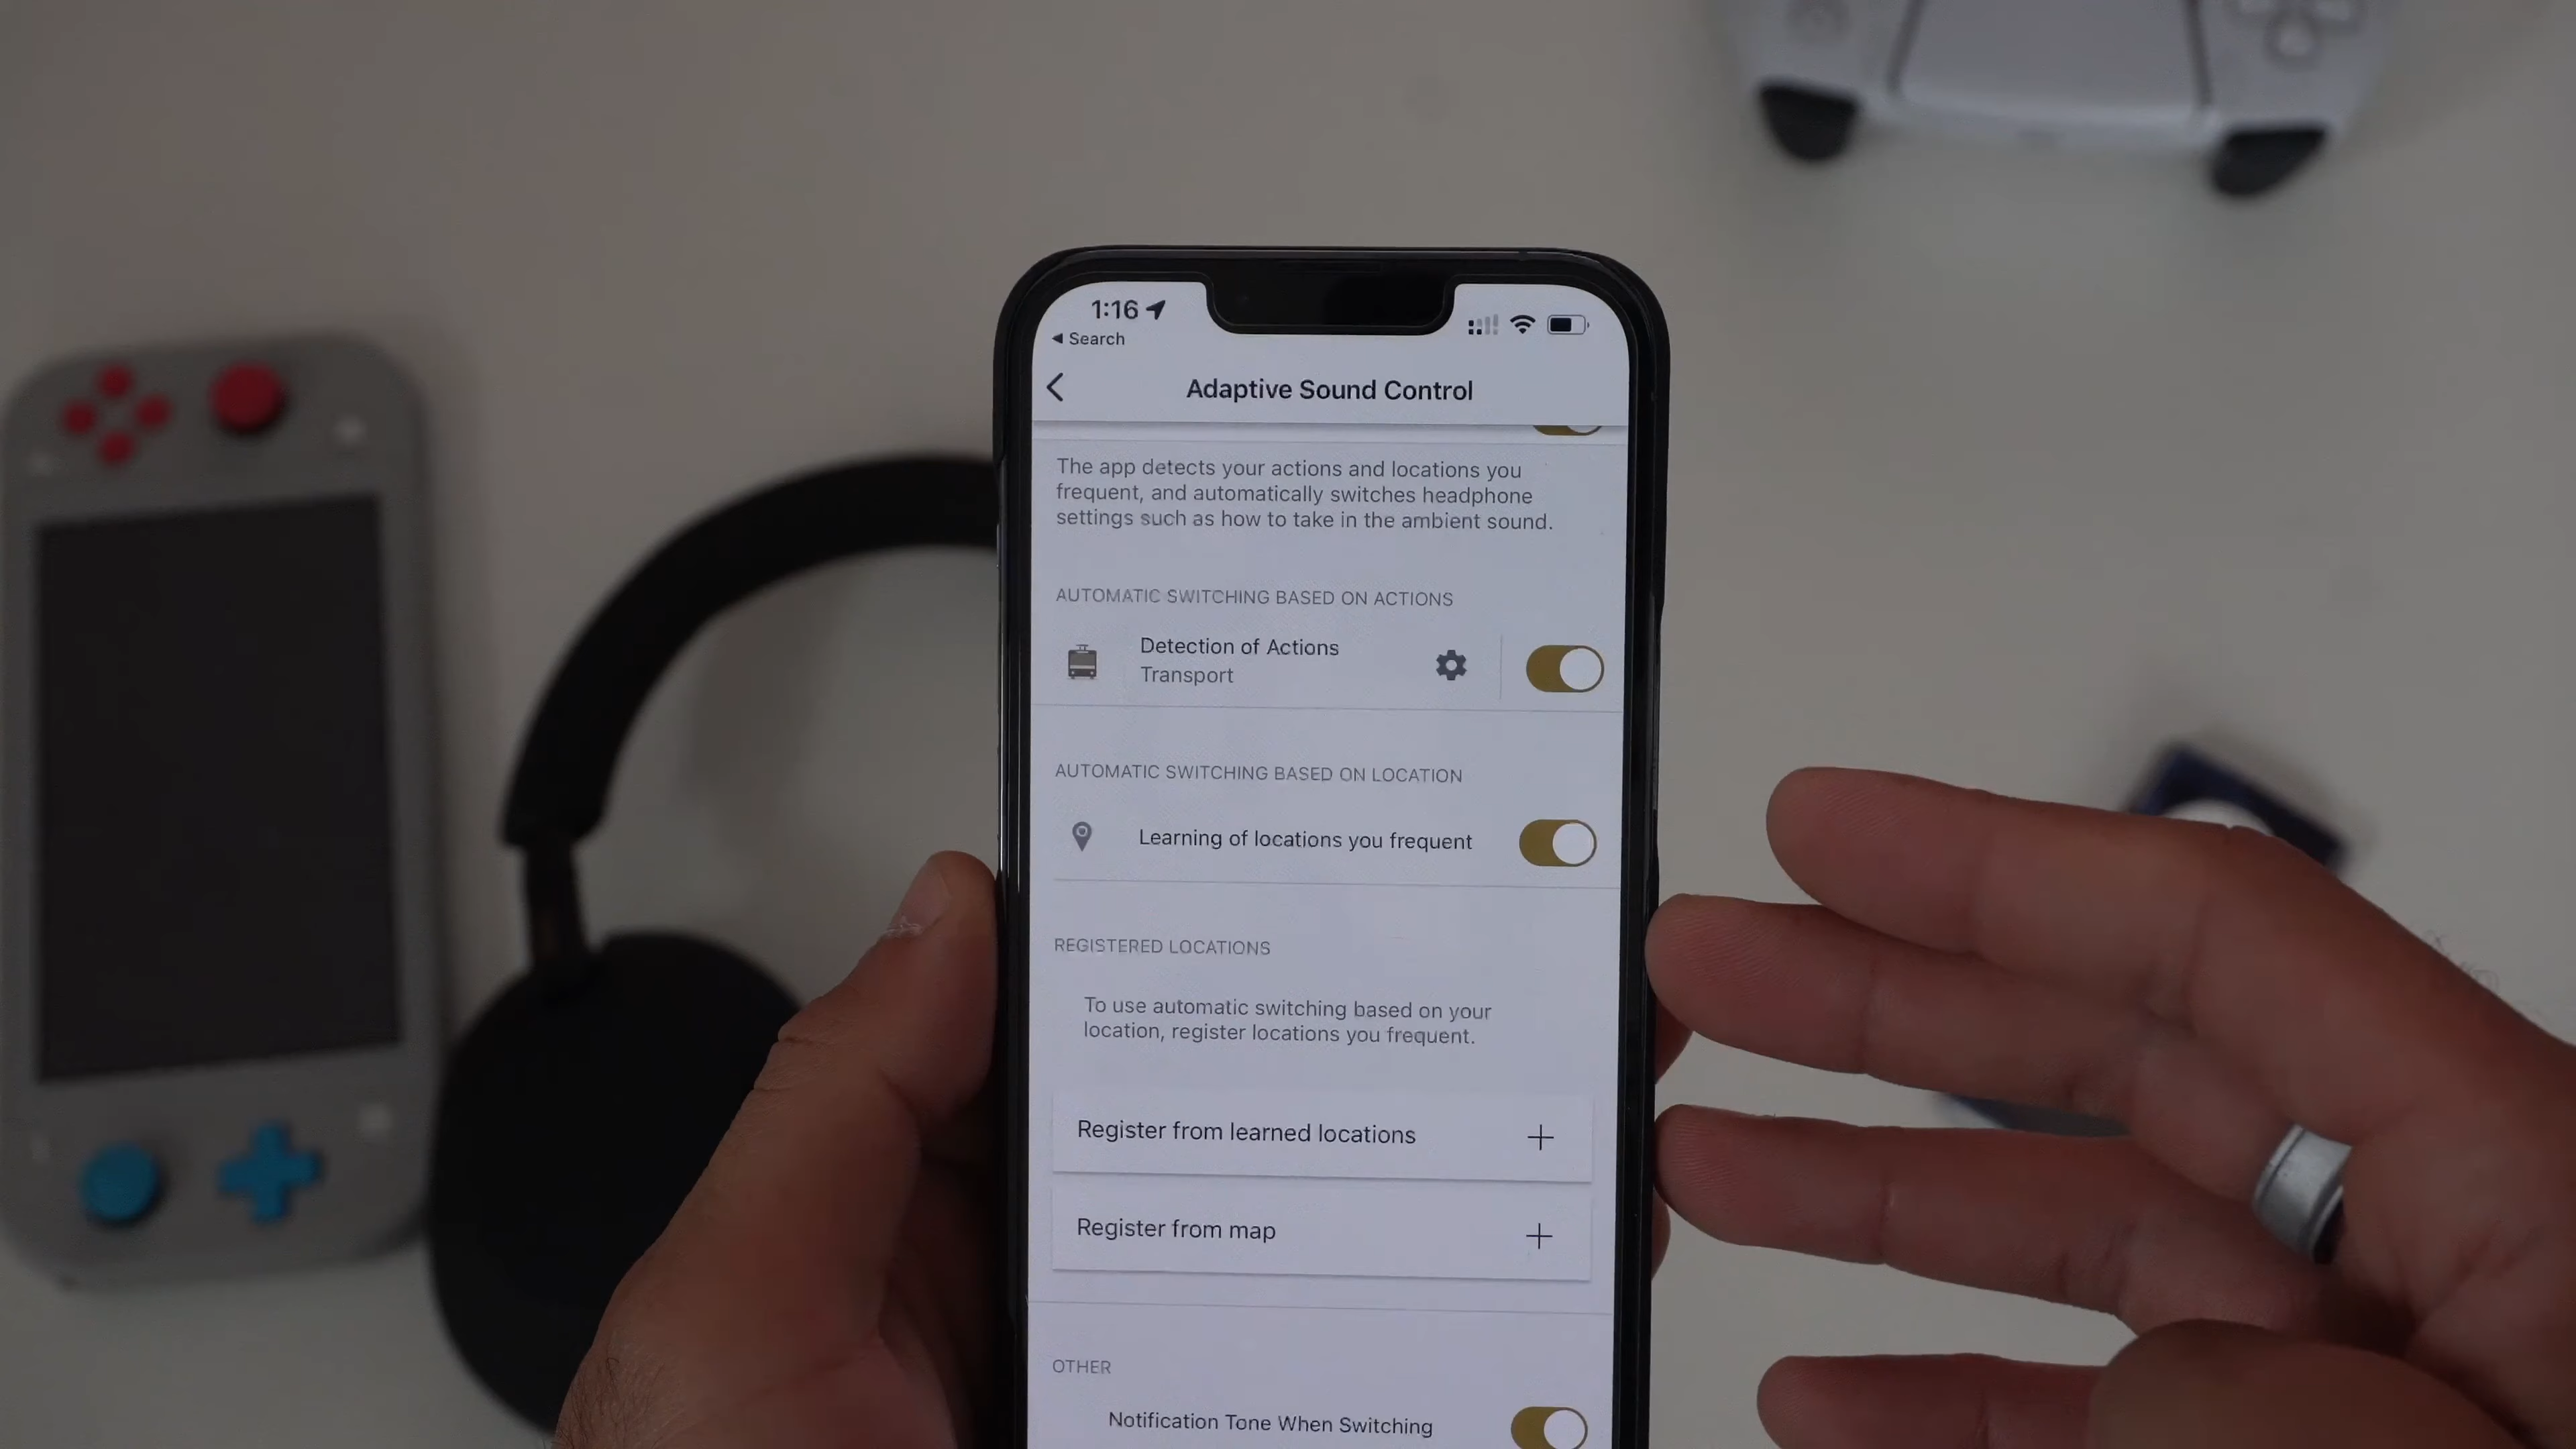 1:16
Search
Adaptive Sound Control
The app detects your actions and locations you
frequent, and automatically switches headphone
settings such as how to take in the ambient sound.
AUTOMATIC SWITCHING BASED ON ACTIONS
Detection of Actions
Transport
AUTOMATIC SWITCHING BASED ON LOCATION
Learning of locations you frequent
REGISTERED LOCATIONS
To use automatic switching based on your
location, register locations you frequent.
Register from learned locations
Register from map
OTHER
Notification Tone When Switching